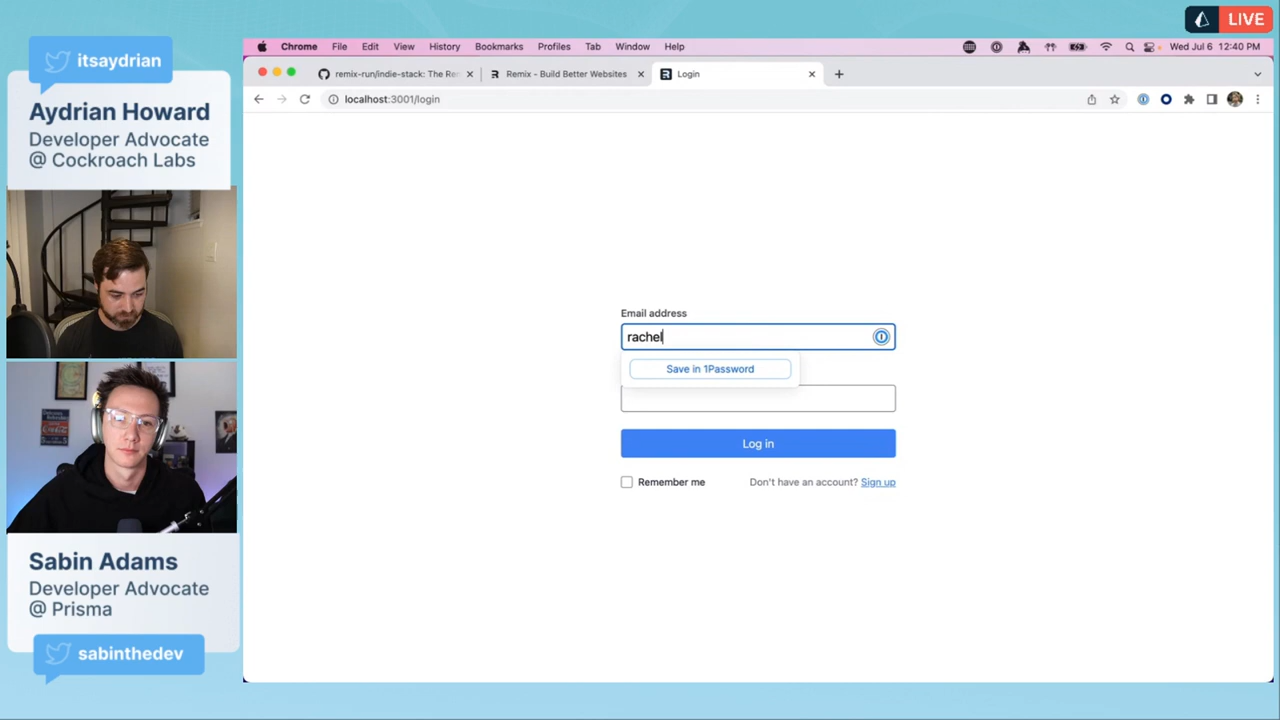 LIVE
itsaydrian
Aydrian Howard
Developer Advocate
@ Cockroach Labs
Sabin Adams
Developer Advocate
@ Prisma
sabinthedev
Chrome File Edit View History Bookmarks Profiles Tab Window Help
Wed Jul 6 12:40 PM
remix-run/indie-stack: The Re
Remix - Build Better Websites
Login
localhost:3001/login
Email address
rachel
Save in 1Password
Log in
Remember me
Don't have an account? Sign up